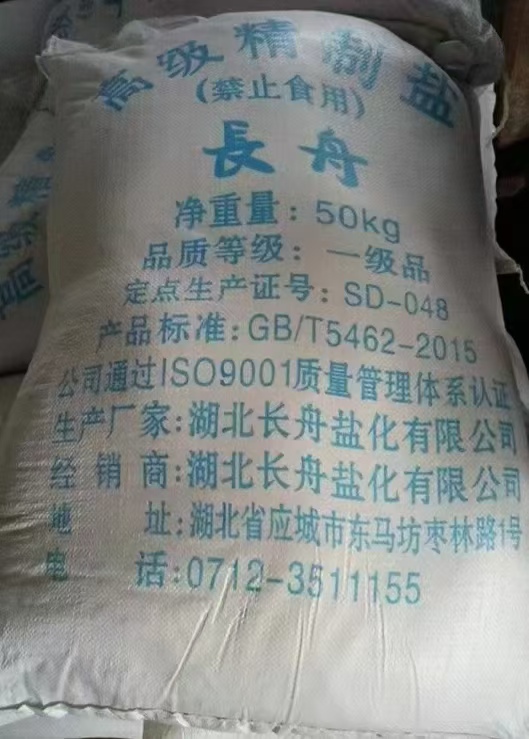 高级精制盐
(禁止食用)
長舟
净重量: 50kg
品质等级: 一级品
定点生产证号: SD-048
产品标准: GB/T5462-2015
公司通过ISO9001质量管理体系认证
生产厂家: 湖北长舟盐化有限公司
经销商: 湖北长舟盐化有限公司
地址: 湖北省应城市东马坊枣林路1号
电话: 0712-3511155
高级精